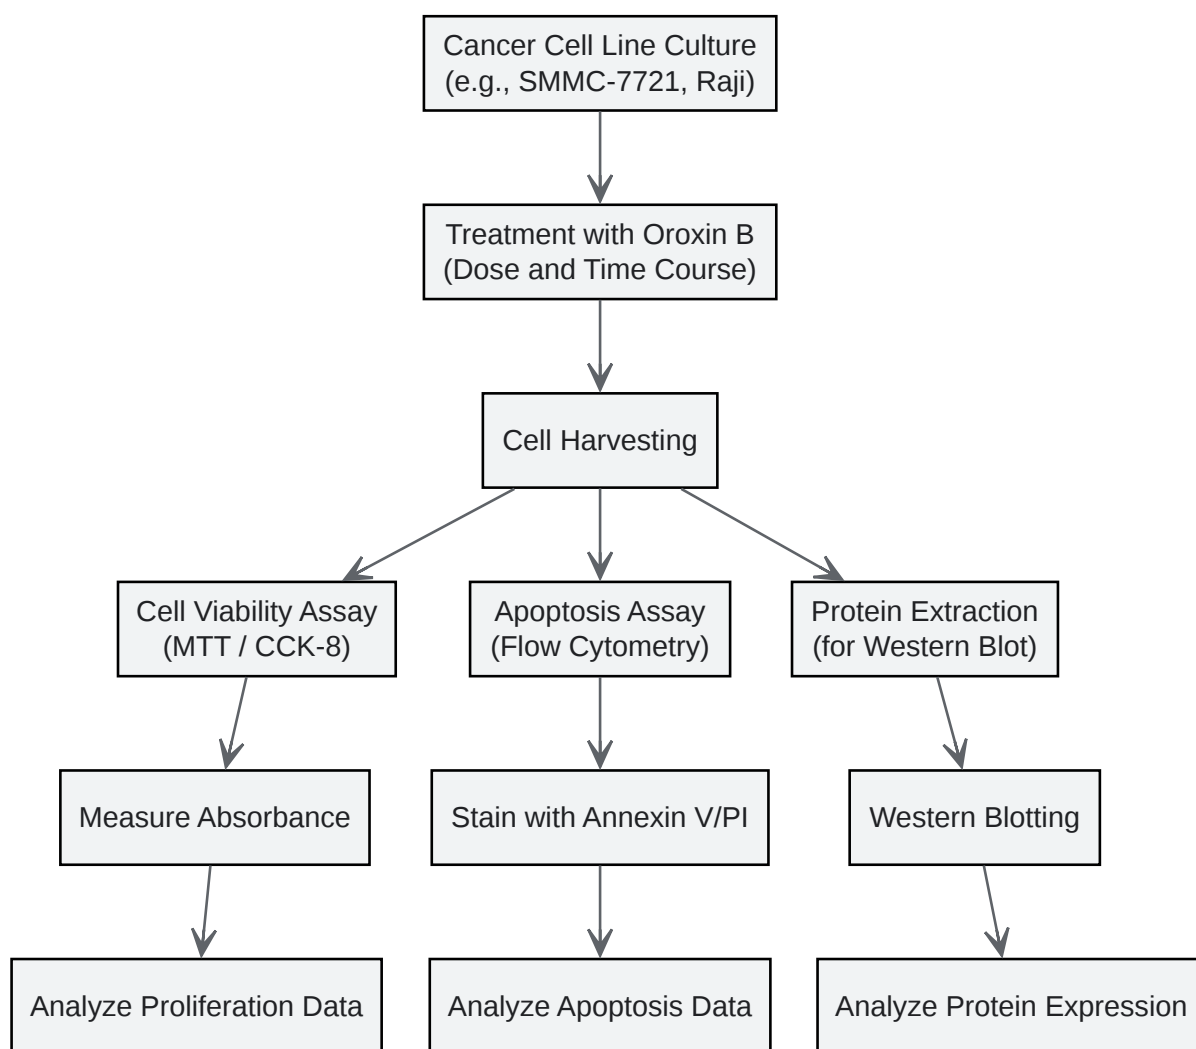 Cancer Cell Line Culture
(e.g., SMMC-7721, Raji)
Treatment with Oroxin B
(Dose and Time Course)
Cell Harvesting
Cell Viability Assay
(MTT / CCK-8)
Apoptosis Assay
(Flow Cytometry)
Protein Extraction
(for Western Blot)
Measure Absorbance
Stain with Annexin V/PI
Western Blotting
Analyze Proliferation Data
Analyze Apoptosis Data
Analyze Protein Expression